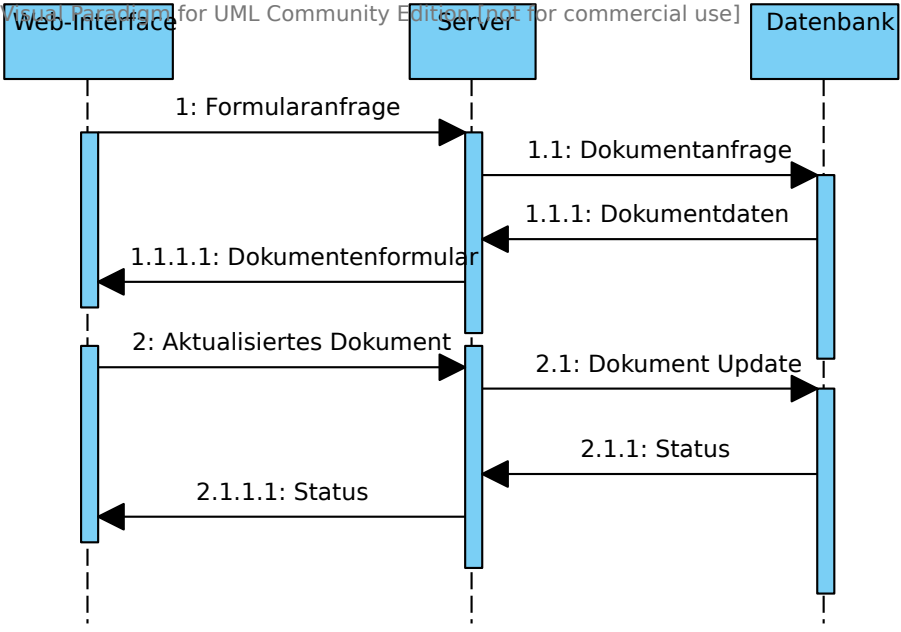 Visual Paradigm for UML Community Edition [not for commercial use]
Web-Interface
Server
Datenbank
1: Formularanfrage
1.1: Dokumentanfrage
1.1.1: Dokumentdaten
1.1.1.1: Dokumentenformular
2: Aktualisiertes Dokument
2.1: Dokument Update
2.1.1: Status
2.1.1.1: Status